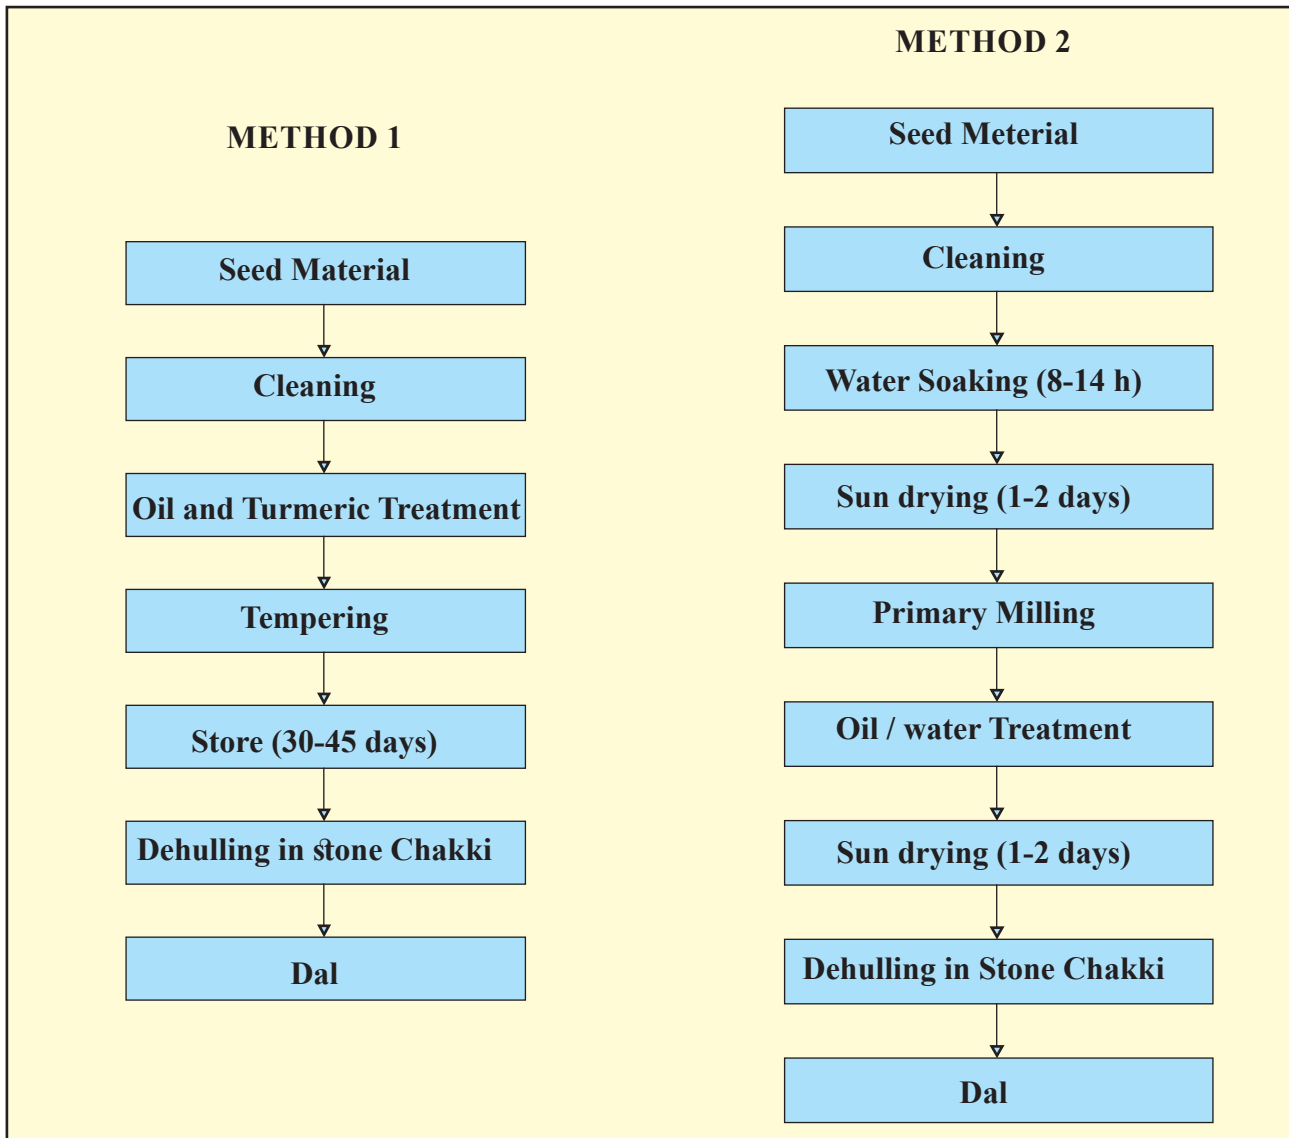 METHOD 1
Seed Material
Cleaning
Oil and Turmeric Treatment
Tempering
Store (30-45 days)
Dehulling in stone Chakki
Dal
METHOD 2
Seed Meterial
Cleaning
Water Soaking (8-14 h)
Sun drying (1-2 days)
Primary Milling
Oil / water Treatment
Sun drying (1-2 days)
Dehulling in Stone Chakki
Dal